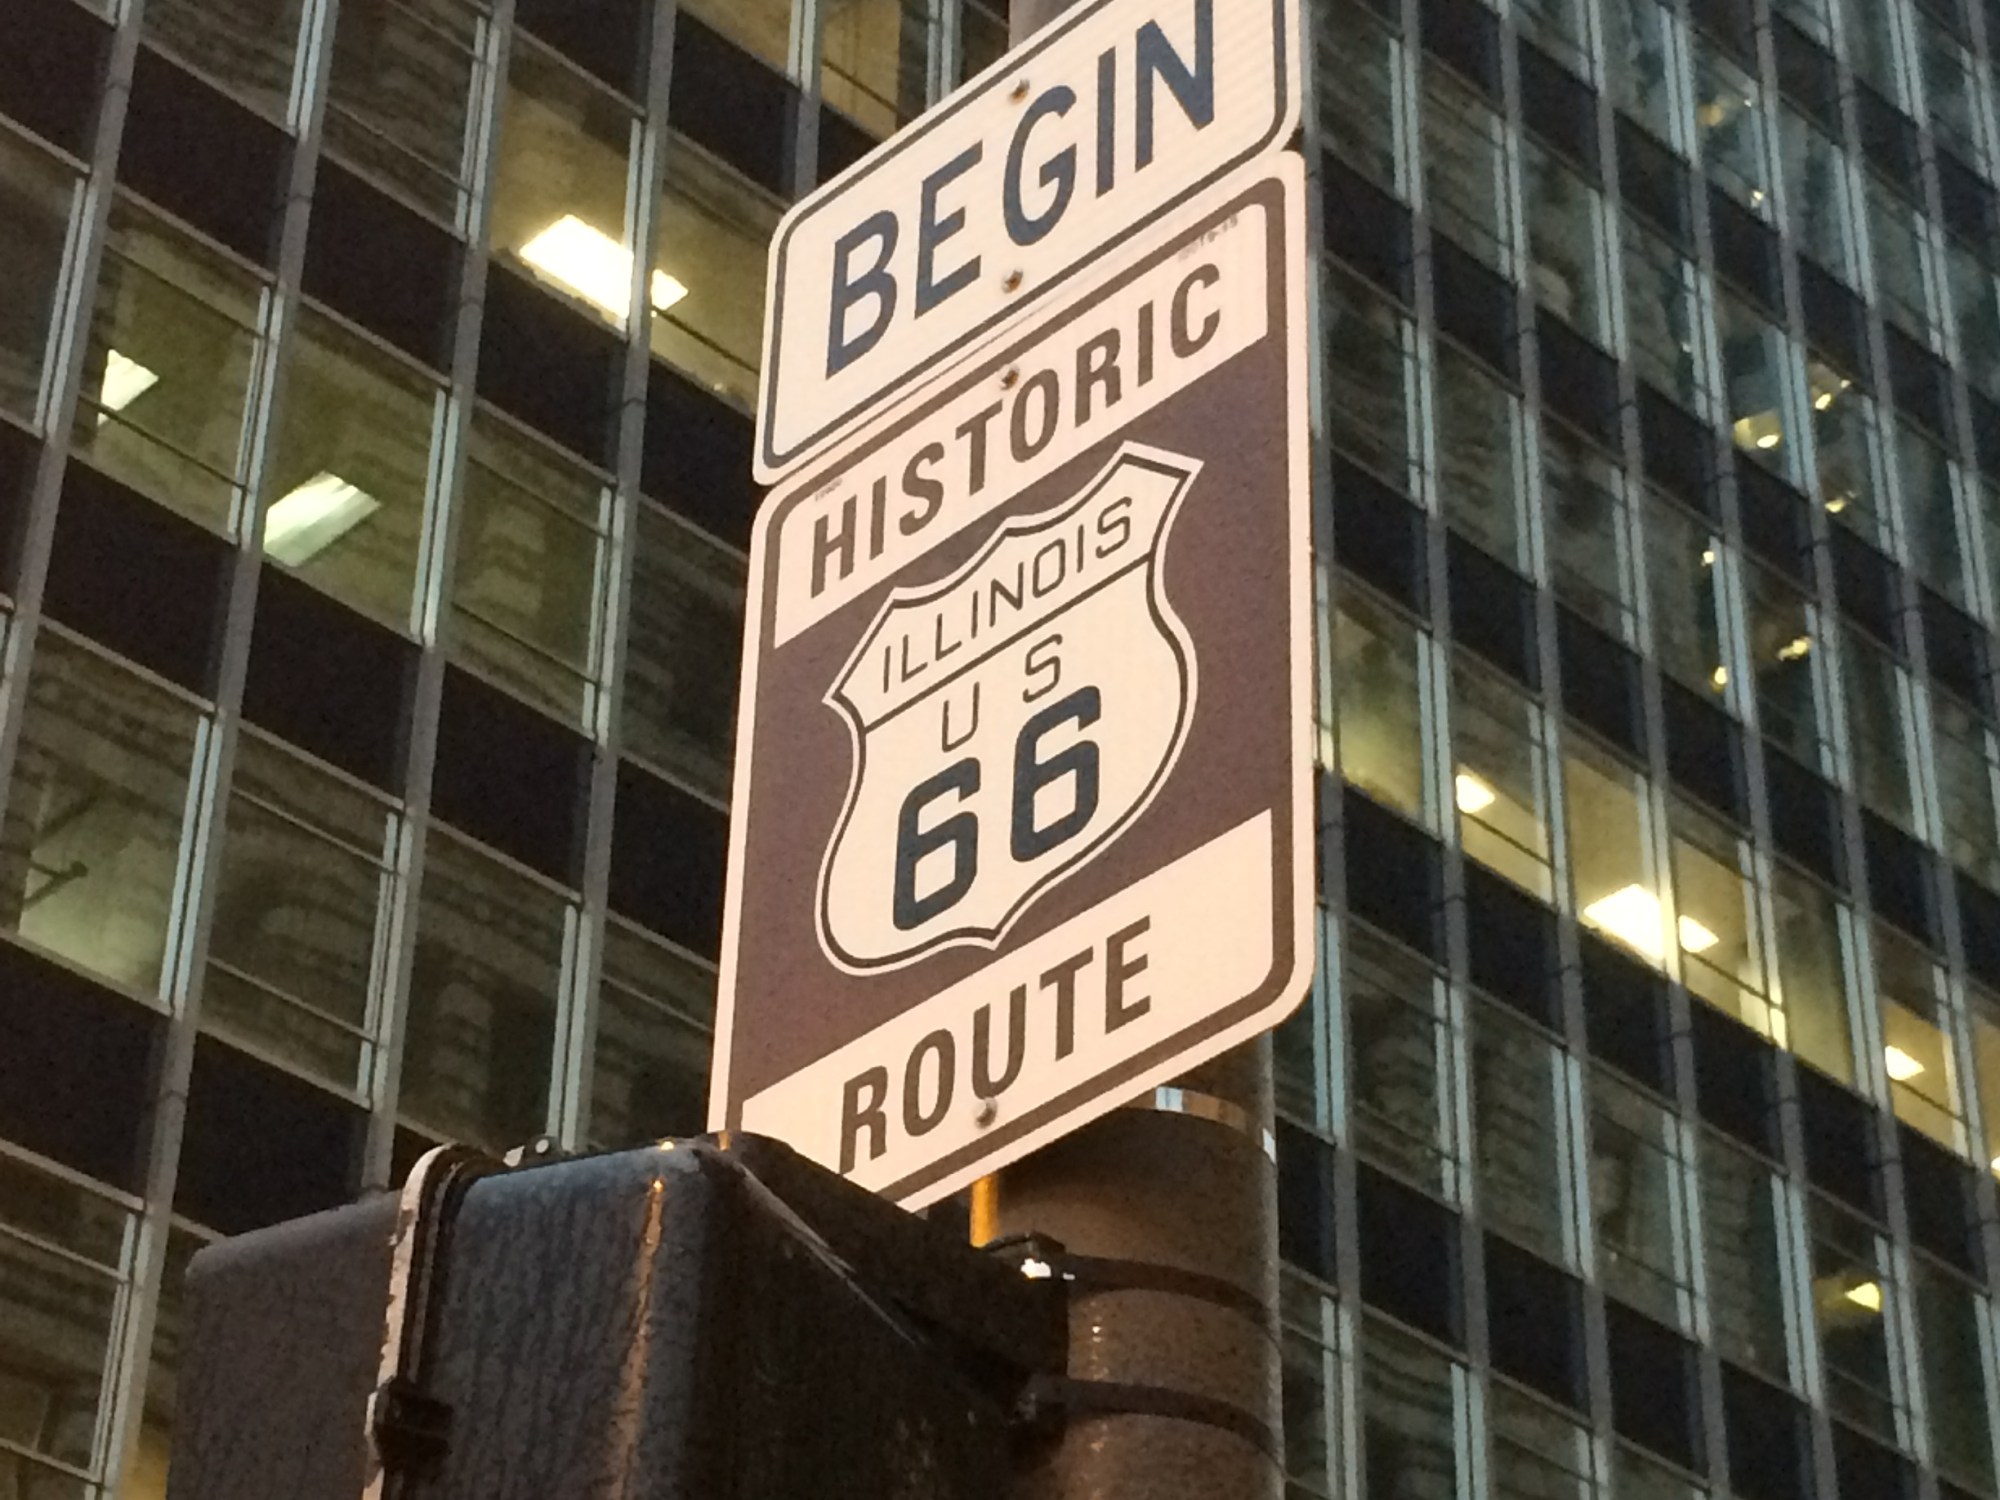 BEGIN
HISTORIC
ILLINOIS
U S
66
ROUTE